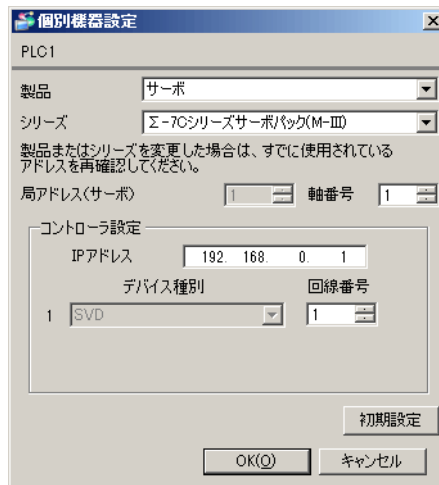 個別機器設定
PLC1
製品 サーボ
シリーズ Σ-7Cシリーズサーボパック(M-Ⅲ)
製品またはシリーズを変更した場合は、すでに使用されている
アドレスを再確認してください。
局アドレス(サーボ) 1 軸番号 1
コントローラ設定
IPアドレス 192. 168. 0. 1
デバイス種別 回線番号
1 SVD 1
初期設定
OK(O) キャンセル